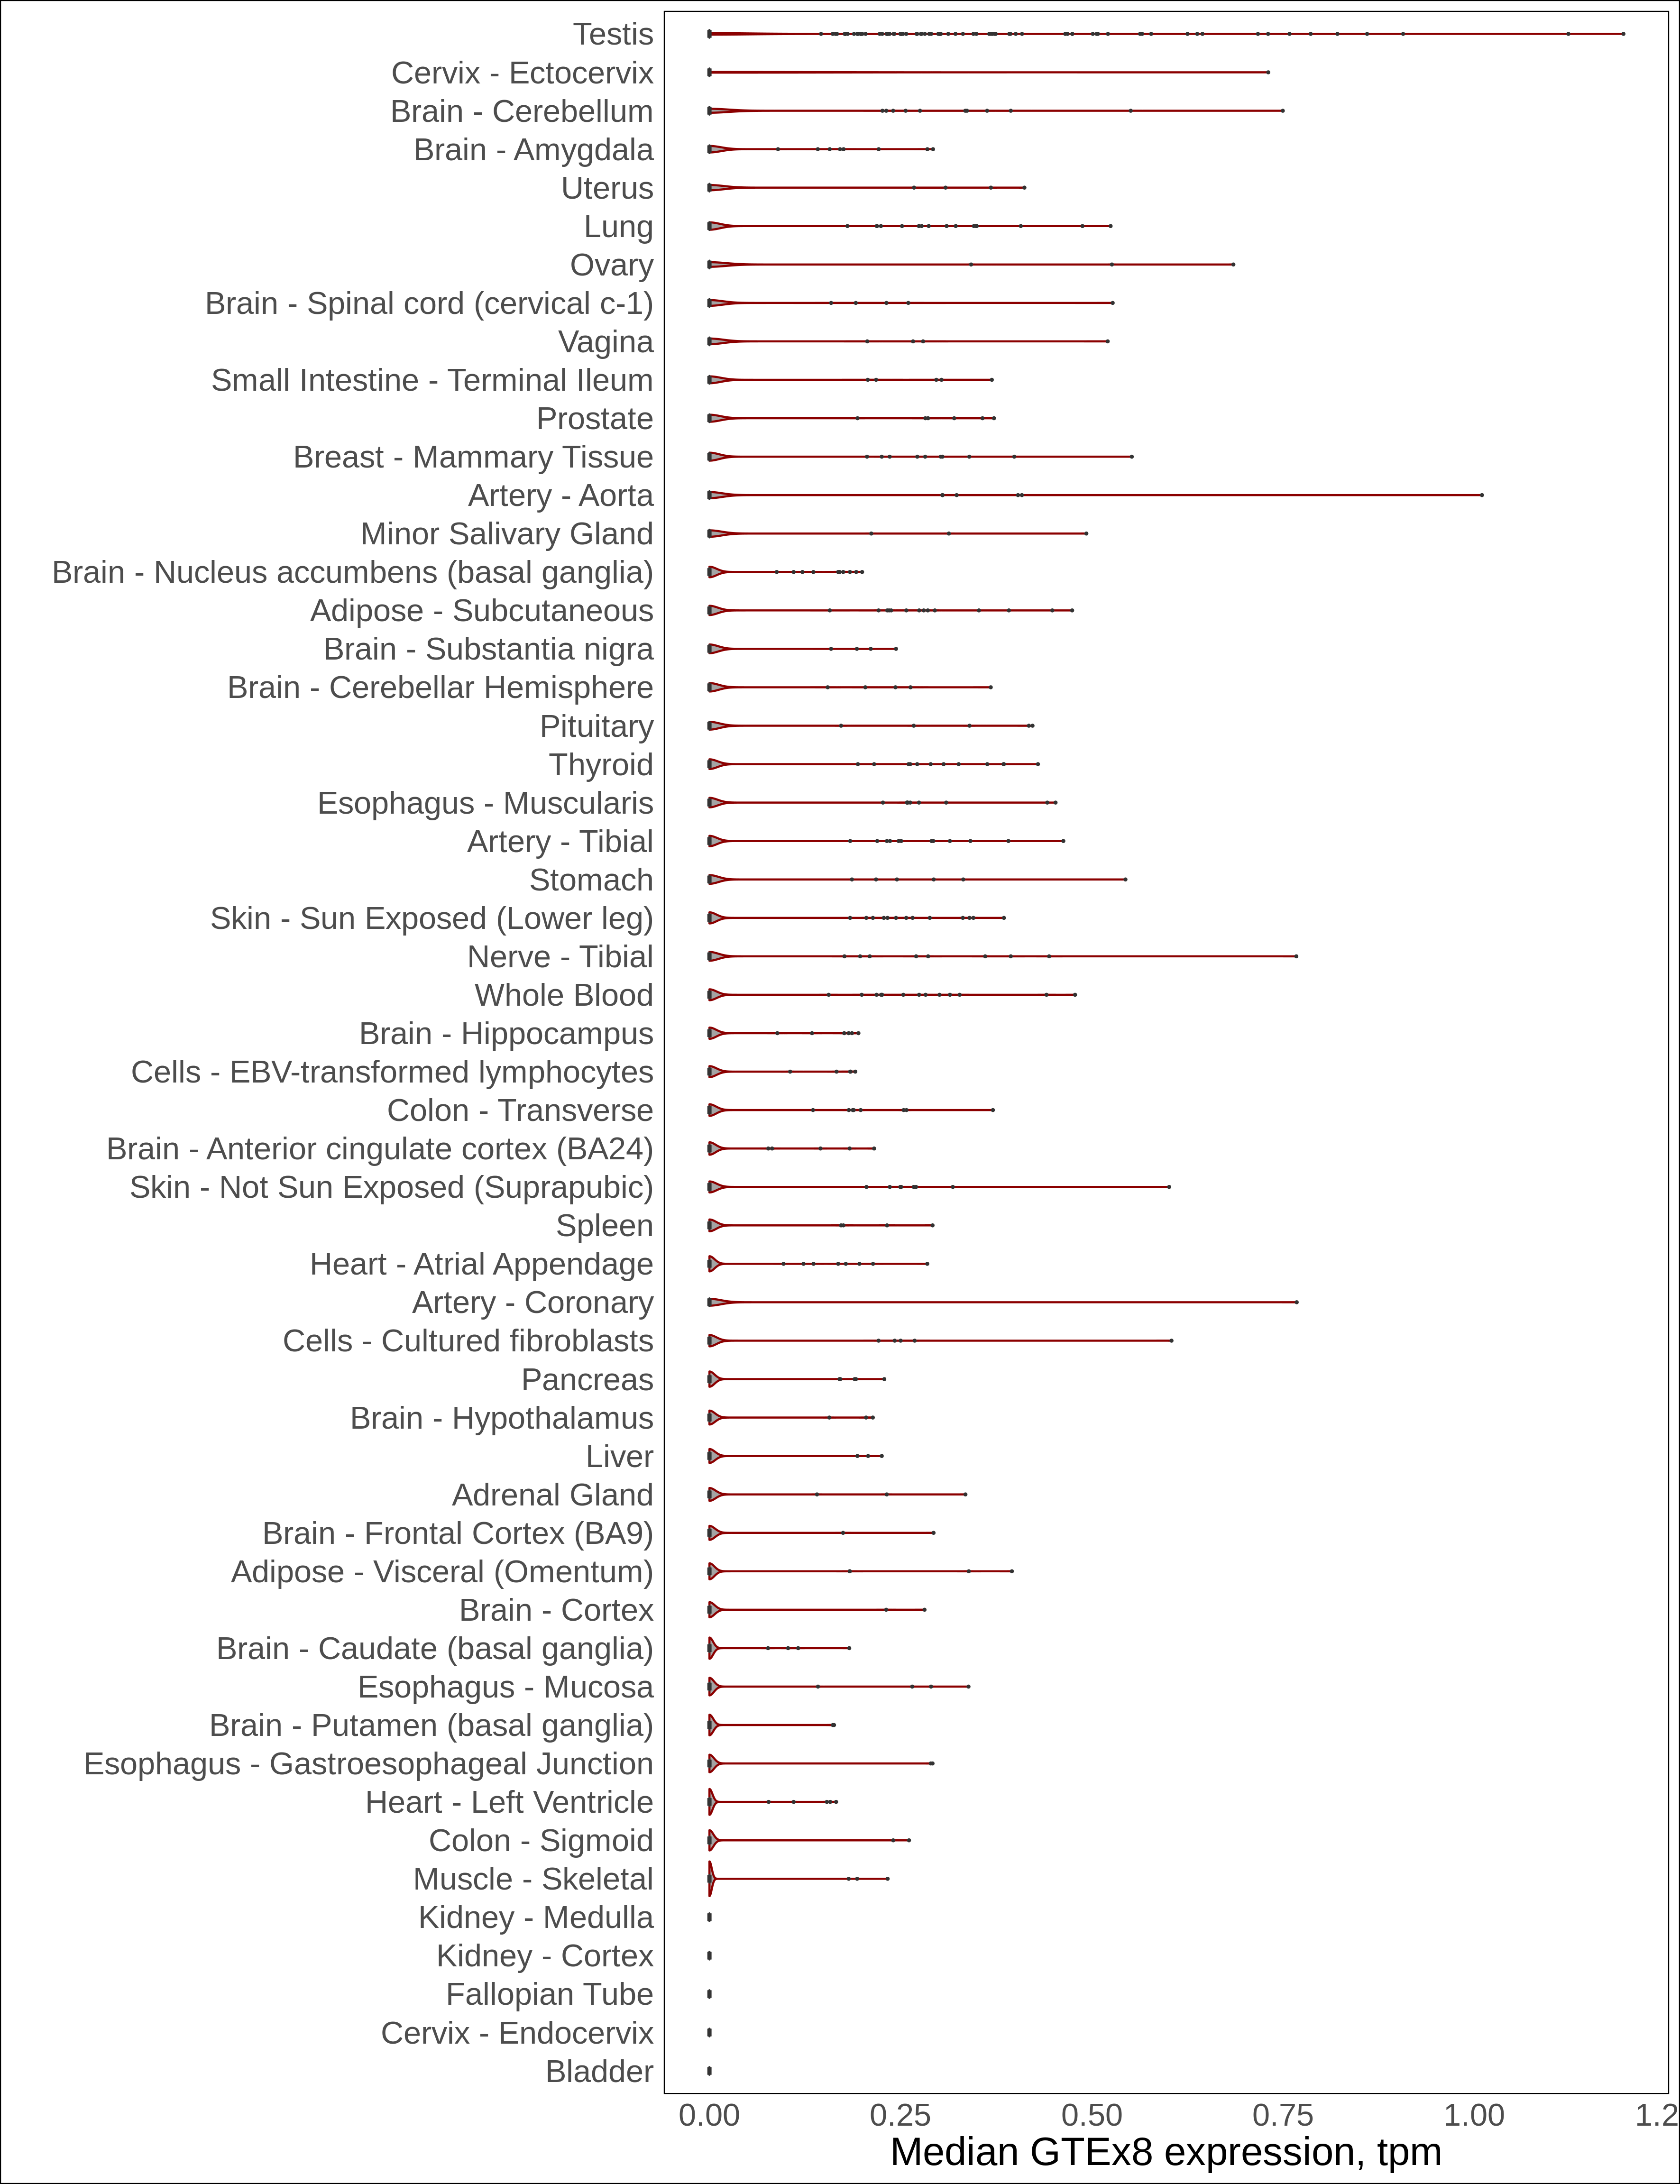 Testis
Cervix - Ectocervix
Brain - Cerebellum
Brain - Amygdala
Uterus
Lung
Ovary
Brain - Spinal cord (cervical c-1)
Vagina
Small Intestine - Terminal Ileum
Prostate
Breast - Mammary Tissue
Artery - Aorta
Minor Salivary Gland
Brain - Nucleus accumbens (basal ganglia)
Adipose - Subcutaneous
Brain - Substantia nigra
Brain - Cerebellar Hemisphere
Pituitary
Thyroid
Esophagus - Muscularis
Artery - Tibial
Stomach
Skin - Sun Exposed (Lower leg)
Nerve - Tibial
Whole Blood
Brain - Hippocampus
Cells - EBV-transformed lymphocytes
Colon - Transverse
Brain - Anterior cingulate cortex (BA24)
Skin - Not Sun Exposed (Suprapubic)
Spleen
Heart - Atrial Appendage
Artery - Coronary
Cells - Cultured fibroblasts
Pancreas
Brain - Hypothalamus
Liver
Adrenal Gland
Brain - Frontal Cortex (BA9)
Adipose - Visceral (Omentum)
Brain - Cortex
Brain - Caudate (basal ganglia)
Esophagus - Mucosa
Brain - Putamen (basal ganglia)
Esophagus - Gastroesophageal Junction
Heart - Left Ventricle
Colon - Sigmoid
Muscle - Skeletal
Kidney - Medulla
Kidney - Cortex
Fallopian Tube
Cervix - Endocervix
Bladder
0.00 0.25 0.50 0.75 1.00 1.2
Median GTEx8 expression, tpm